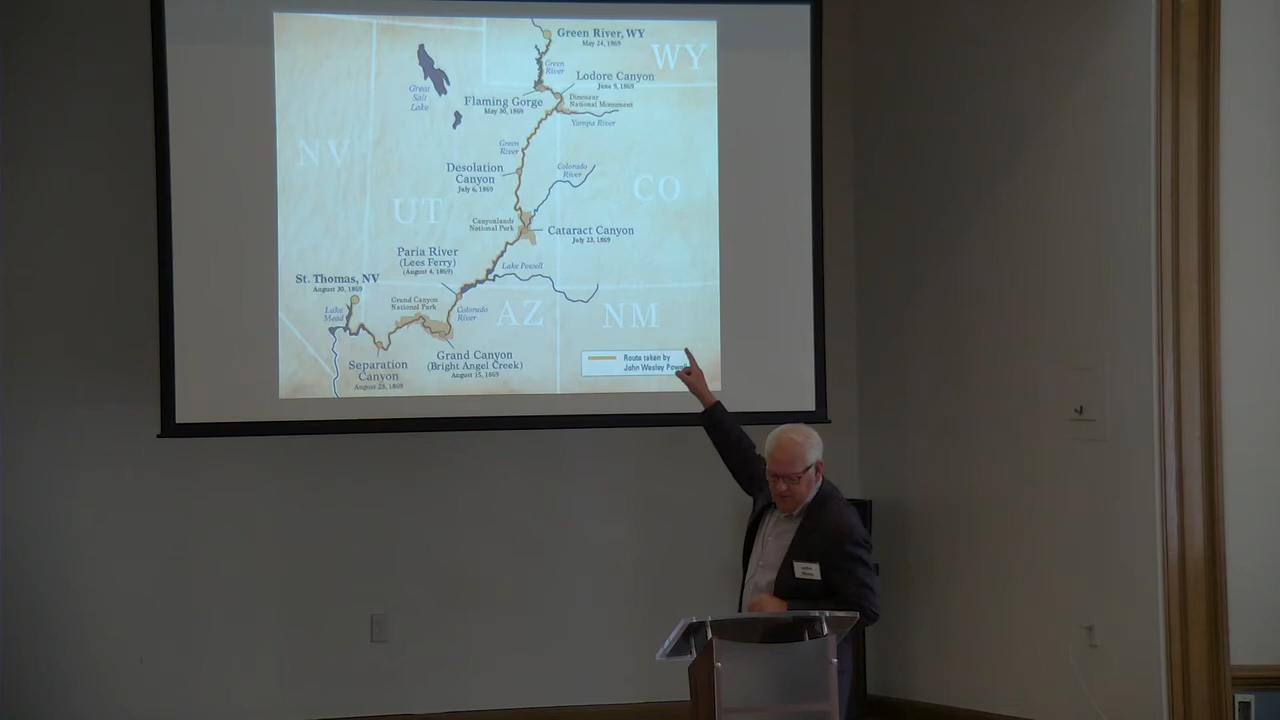 Green River, WY
May 24, 1869
WY
Green
River
Lodore Canyon
June 9, 1869
Great
Salt
Lake
Flaming Gorge
May 30, 1869
Dinosaur
National Monument
Yampa River
NV
Green
River
Desolation
Canyon
July 6, 1869
Colorado
River
CO
UT
Canyonlands
National Park
Cataract Canyon
July 23, 1869
Paria River
(Lees Ferry)
(August 4, 1869)
Lake Powell
St. Thomas, NV
August 30, 1869
Lake
Mead
Grand Canyon
National Park
Colorado
River
AZ
NM
Separation
Canyon
August 28, 1869
Grand Canyon
(Bright Angel Creek)
August 15, 1869
Route taken by
John Wesley